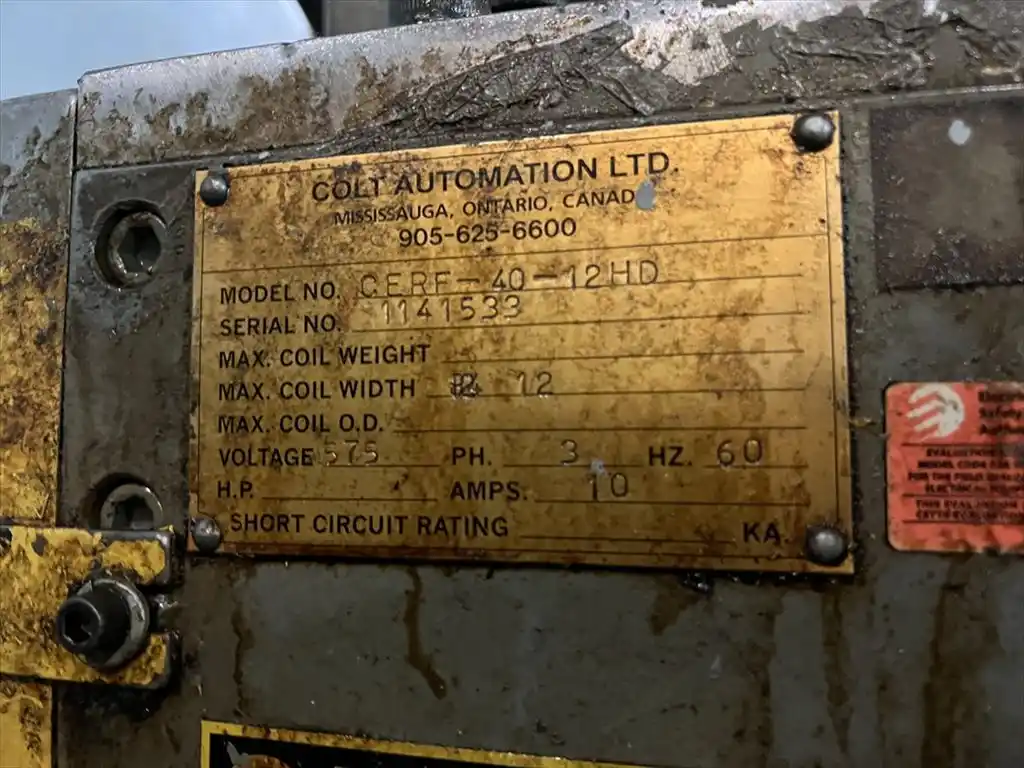 COLT AUTOMATION LTD.
MISSISSAUGA, ONTARIO, CANAD
905-625-6600
MODEL NO. CERF-40-12HD
SERIAL NO. 1141533
MAX. COIL WEIGHT
MAX. COIL WIDTH 12
MAX. COIL O.D.
VOLTAGE 575 PH. 3 HZ. 60
H.P. AMPS. 10
SHORT CIRCUIT RATING KA.